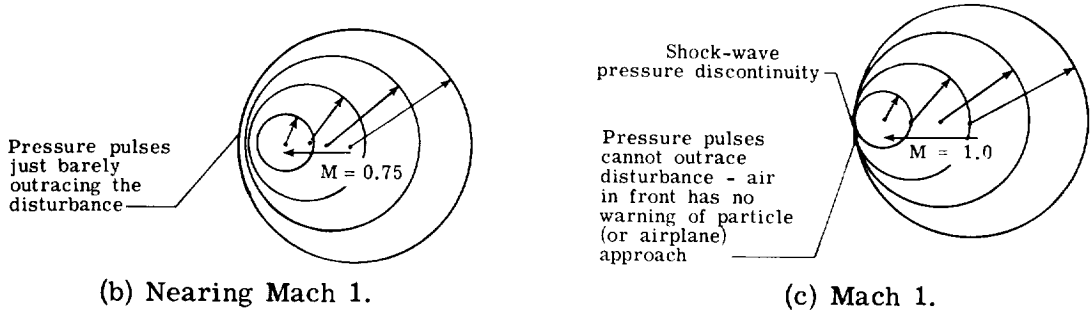 Pressure pulses
just barely
outracing the
disturbance
M = 0.75
(b) Nearing Mach 1.
Shock-wave
pressure discontinuity
Pressure pulses
cannot outrace
disturbance - air
in front has no
warning of particle
(or airplane)
approach
M = 1.0
(c) Mach 1.